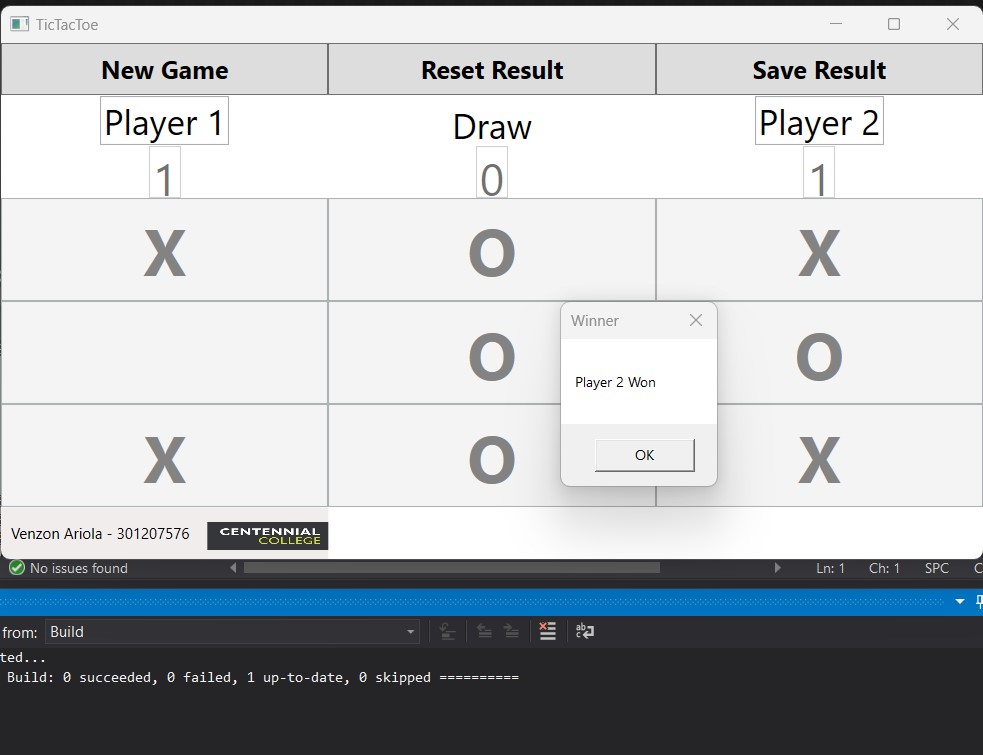 TicTacToe
New Game Reset Result Save Result
Player 1 Draw Player 2
1 0 1
X O X
O O
X O X
Winner
Player 2 Won
OK
Venzon Ariola - 301207576 CENTENNIAL
COLLEGE
No issues found Ln: 1 Ch: 1 SPC C
from: Build
ted...
Build: 0 succeeded, 0 failed, 1 up-to-date, 0 skipped ==========